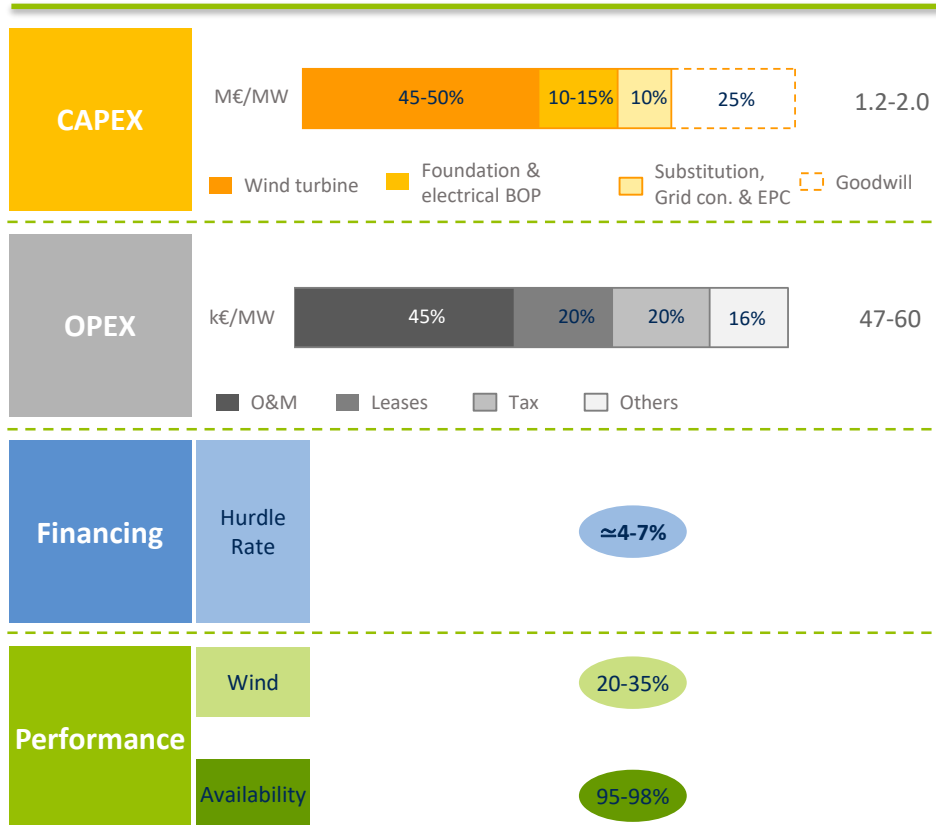 CAPEX
M€/MW
45-50%
10-15%
10%
25%
1.2-2.0
Wind turbine
Foundation &
electrical BOP
Substitution,
Grid con. & EPC
Goodwill
OPEX
k€/MW
45%
20%
20%
16%
47-60
O&M
Leases
Tax
Others
Financing
Hurdle
Rate
≃4-7%
Performance
Wind
20-35%
Availability
95-98%